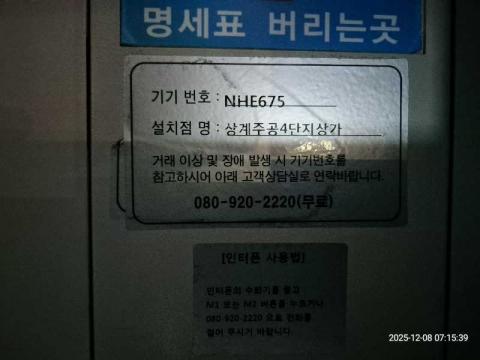 명세표 버리는곳
기기 번호 : NHE675
설치점 명 : 상계주공4단지상가
거래 이상 및 장애 발생 시 기기번호를
참고하시어 아래 고객상담실로 연락바랍니다.
080-920-2220(무료)
[인터폰 사용법]
인터폰의 수화기를 들고
M1 또는 M2 버튼을 누르거나
080-920-2220 으로 전화를
걸어 주시기 바랍니다.
2025-12-08 07:15:39